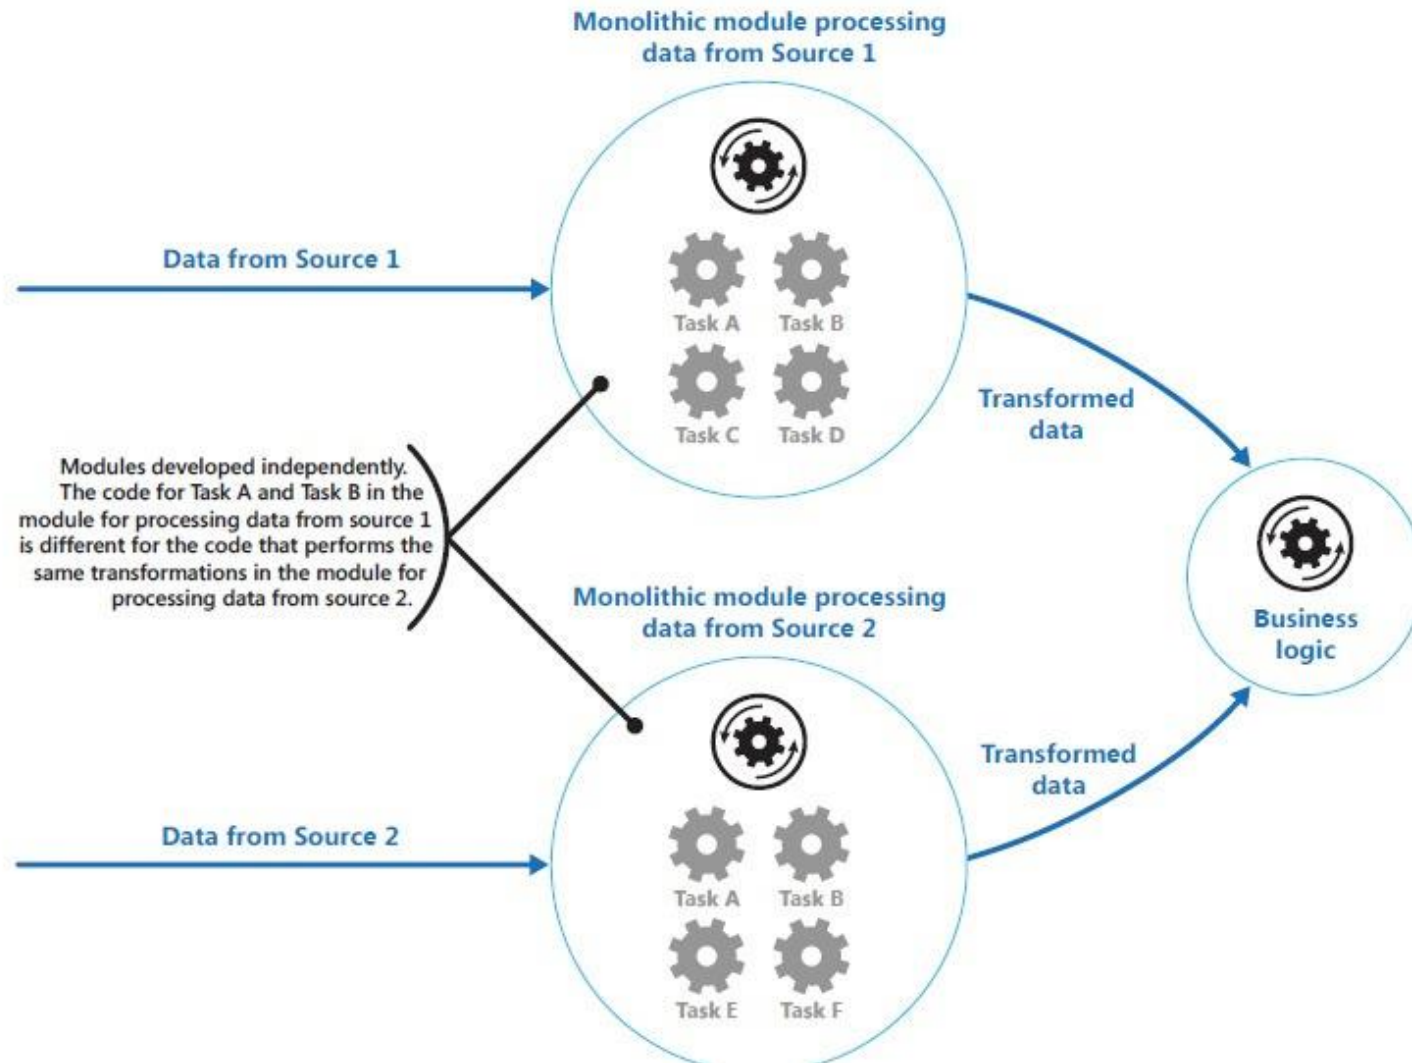 Monolithic module processing
data from Source 1
Data from Source 1
Task A
Task B
Task C
Task D
Transformed
data
Modules developed independently.
The code for Task A and Task B in the
module for processing data from source 1
is different for the code that performs the
same transformations in the module for
processing data from source 2.
Business
logic
Monolithic module processing
data from Source 2
Data from Source 2
Task A
Task B
Task E
Task F
Transformed
data